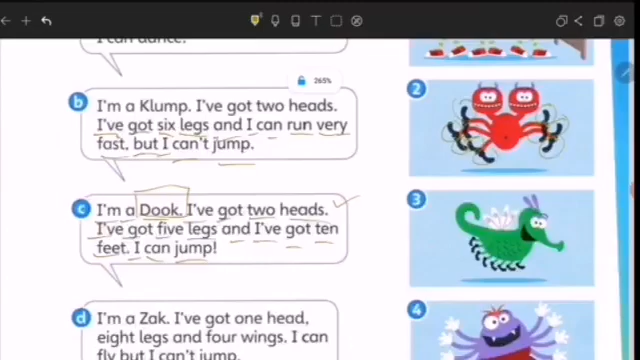 265%
I can dance.
b
I'm a Klump. I've got two heads.
I've got six legs and I can run very
fast, but I can't jump.
c
I'm a Dook. I've got two heads.
I've got five legs and I've got ten
feet. I can jump!
d
I'm a Zak. I've got one head,
eight legs and four wings. I can
fly but I can't jump.
2
3
4